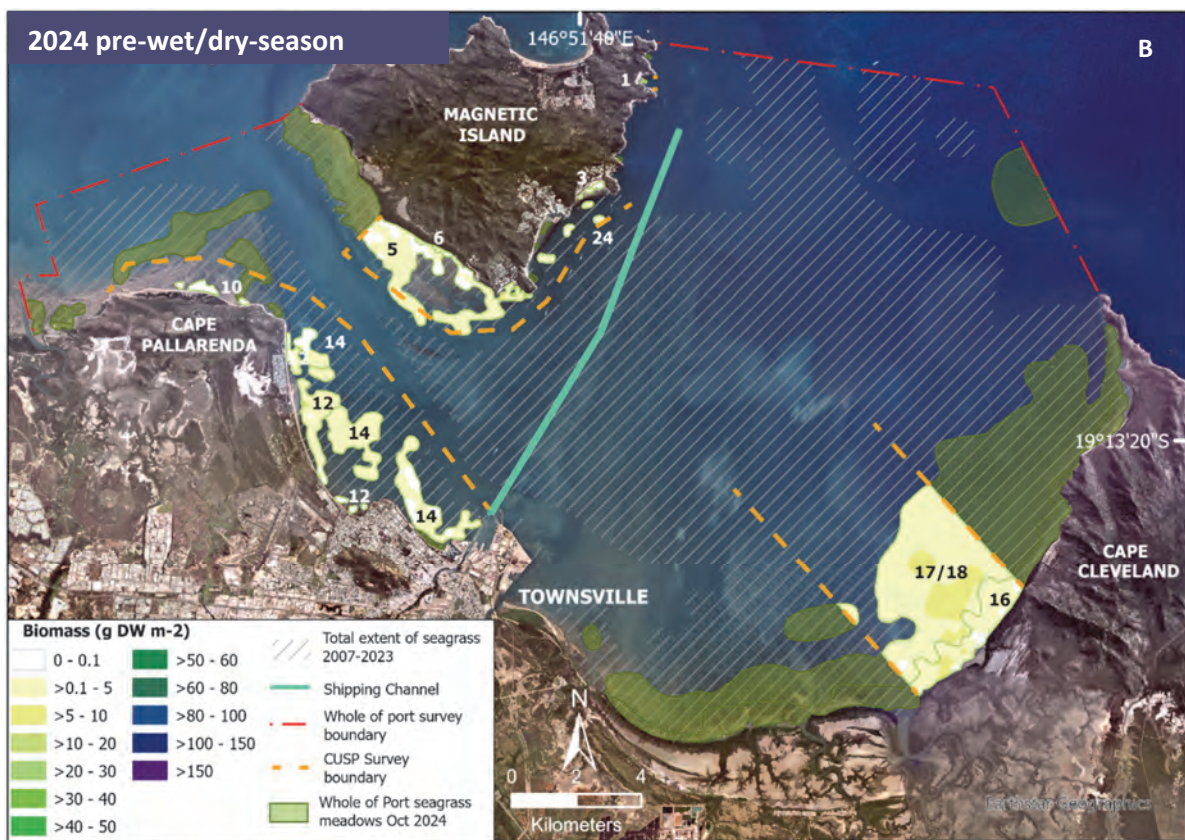 2024 pre-wet/dry-season
146°51'40"E
B
1
MAGNETIC
ISLAND
3
24
6
5
10
CAPE
PALLARENDA
14
12
14
12
14
19°13'20"S
17/18
16
CAPE
CLEVELAND
TOWNSVILLE
Biomass (g DW m-2)
0 - 0.1
>0.1 - 5
>5 - 10
>10 - 20
>20 - 30
>30 - 40
>40 - 50
>50 - 60
>60 - 80
>80 - 100
>100 - 150
>150
Total extent of seagrass
2007-2023
Shipping Channel
Whole of port survey
boundary
CUSP Survey
boundary
Whole of Port seagrass
meadows Oct 2024
N
0 2 4
Kilometers
Earthstar Geographics